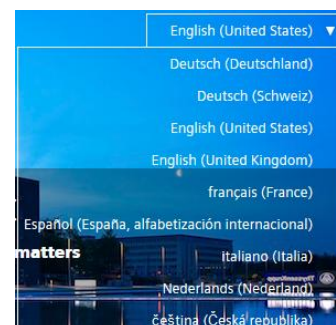 English (United States) ▼
Deutsch (Deutschland)
Deutsch (Schweiz)
English (United States)
English (United Kingdom)
français (France)
Español (España, alfabetización internacional)
matters
italiano (Italia)
ThyssenKrupp
Nederlands (Nederland)
čeština (Česká republika)